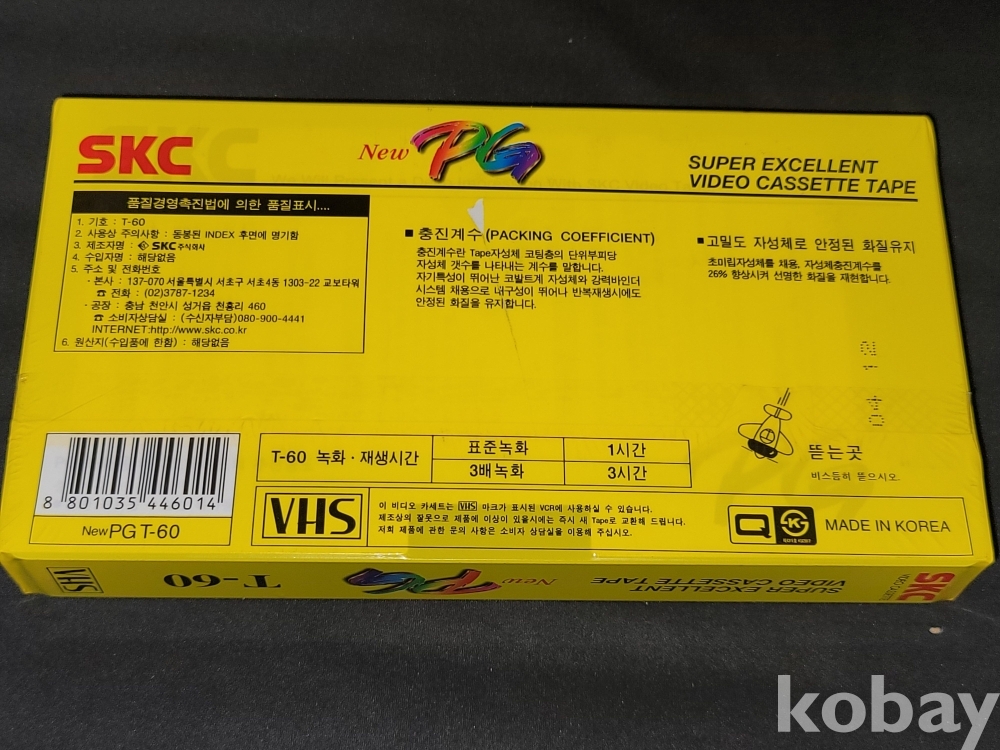 SKC
New PG
SUPER EXCELLENT
VIDEO CASSETTE TAPE
품질경영촉진법에 의한 품질표시....
1. 기호 : T-60
2. 사용상 주의사항 : 동봉된 INDEX 후면에 명기함
3. 제조자명 : SKC 주식회사
4. 수입자명 : 해당없음
5. 주소 및 전화번호
· 본사 : 137-070 서울특별시 서초구 서초4동 1303-22 교보타워
☎ 전화 : (02)3787-1234
· 공장 : 충남 천안시 성거읍 천흥리 460
☎ 소비자상담실 : (수신자부담)080-900-4441
INTERNET:http://www.skc.co.kr
6. 원산지(수입품에 한함) : 해당없음
■ 충진계수(PACKING COEFFICIENT)
충진계수란 Tape자성체 코팅층의 단위부피당
자성체 갯수를 나타내는 계수를 말합니다.
자기특성이 뛰어난 코발트계 자성체와 강력바인더
시스템 채용으로 내구성이 뛰어나 반복재생시에도
안정된 화질을 유지합니다.
■ 고밀도 자성체로 안정된 화질유지
초미립자성체를 채용, 자성체충진계수를
26% 향상시켜 선명한 화질을 재현합니다.
뜯는곳
비스듬히 뜯으시오.
8 801035 446014
New PG T-60
T-60 녹화 · 재생시간
표준녹화 1시간
3배녹화 3시간
VHS
이 비디오 카세트는 VHS 마크가 표시된 VCR에 사용하실 수 있습니다.
제조상의 잘못으로 제품에 이상이 있을시에는 즉시 새 Tape로 교환해 드립니다.
저희 제품에 관한 문의 사항은 소비자 상담실을 이용해 주십시오.
Q
MADE IN KOREA
VHS
T-60
New PG
SUPER EXCELLENT
VIDEO CASSETTE TAPE
SKC
kobay